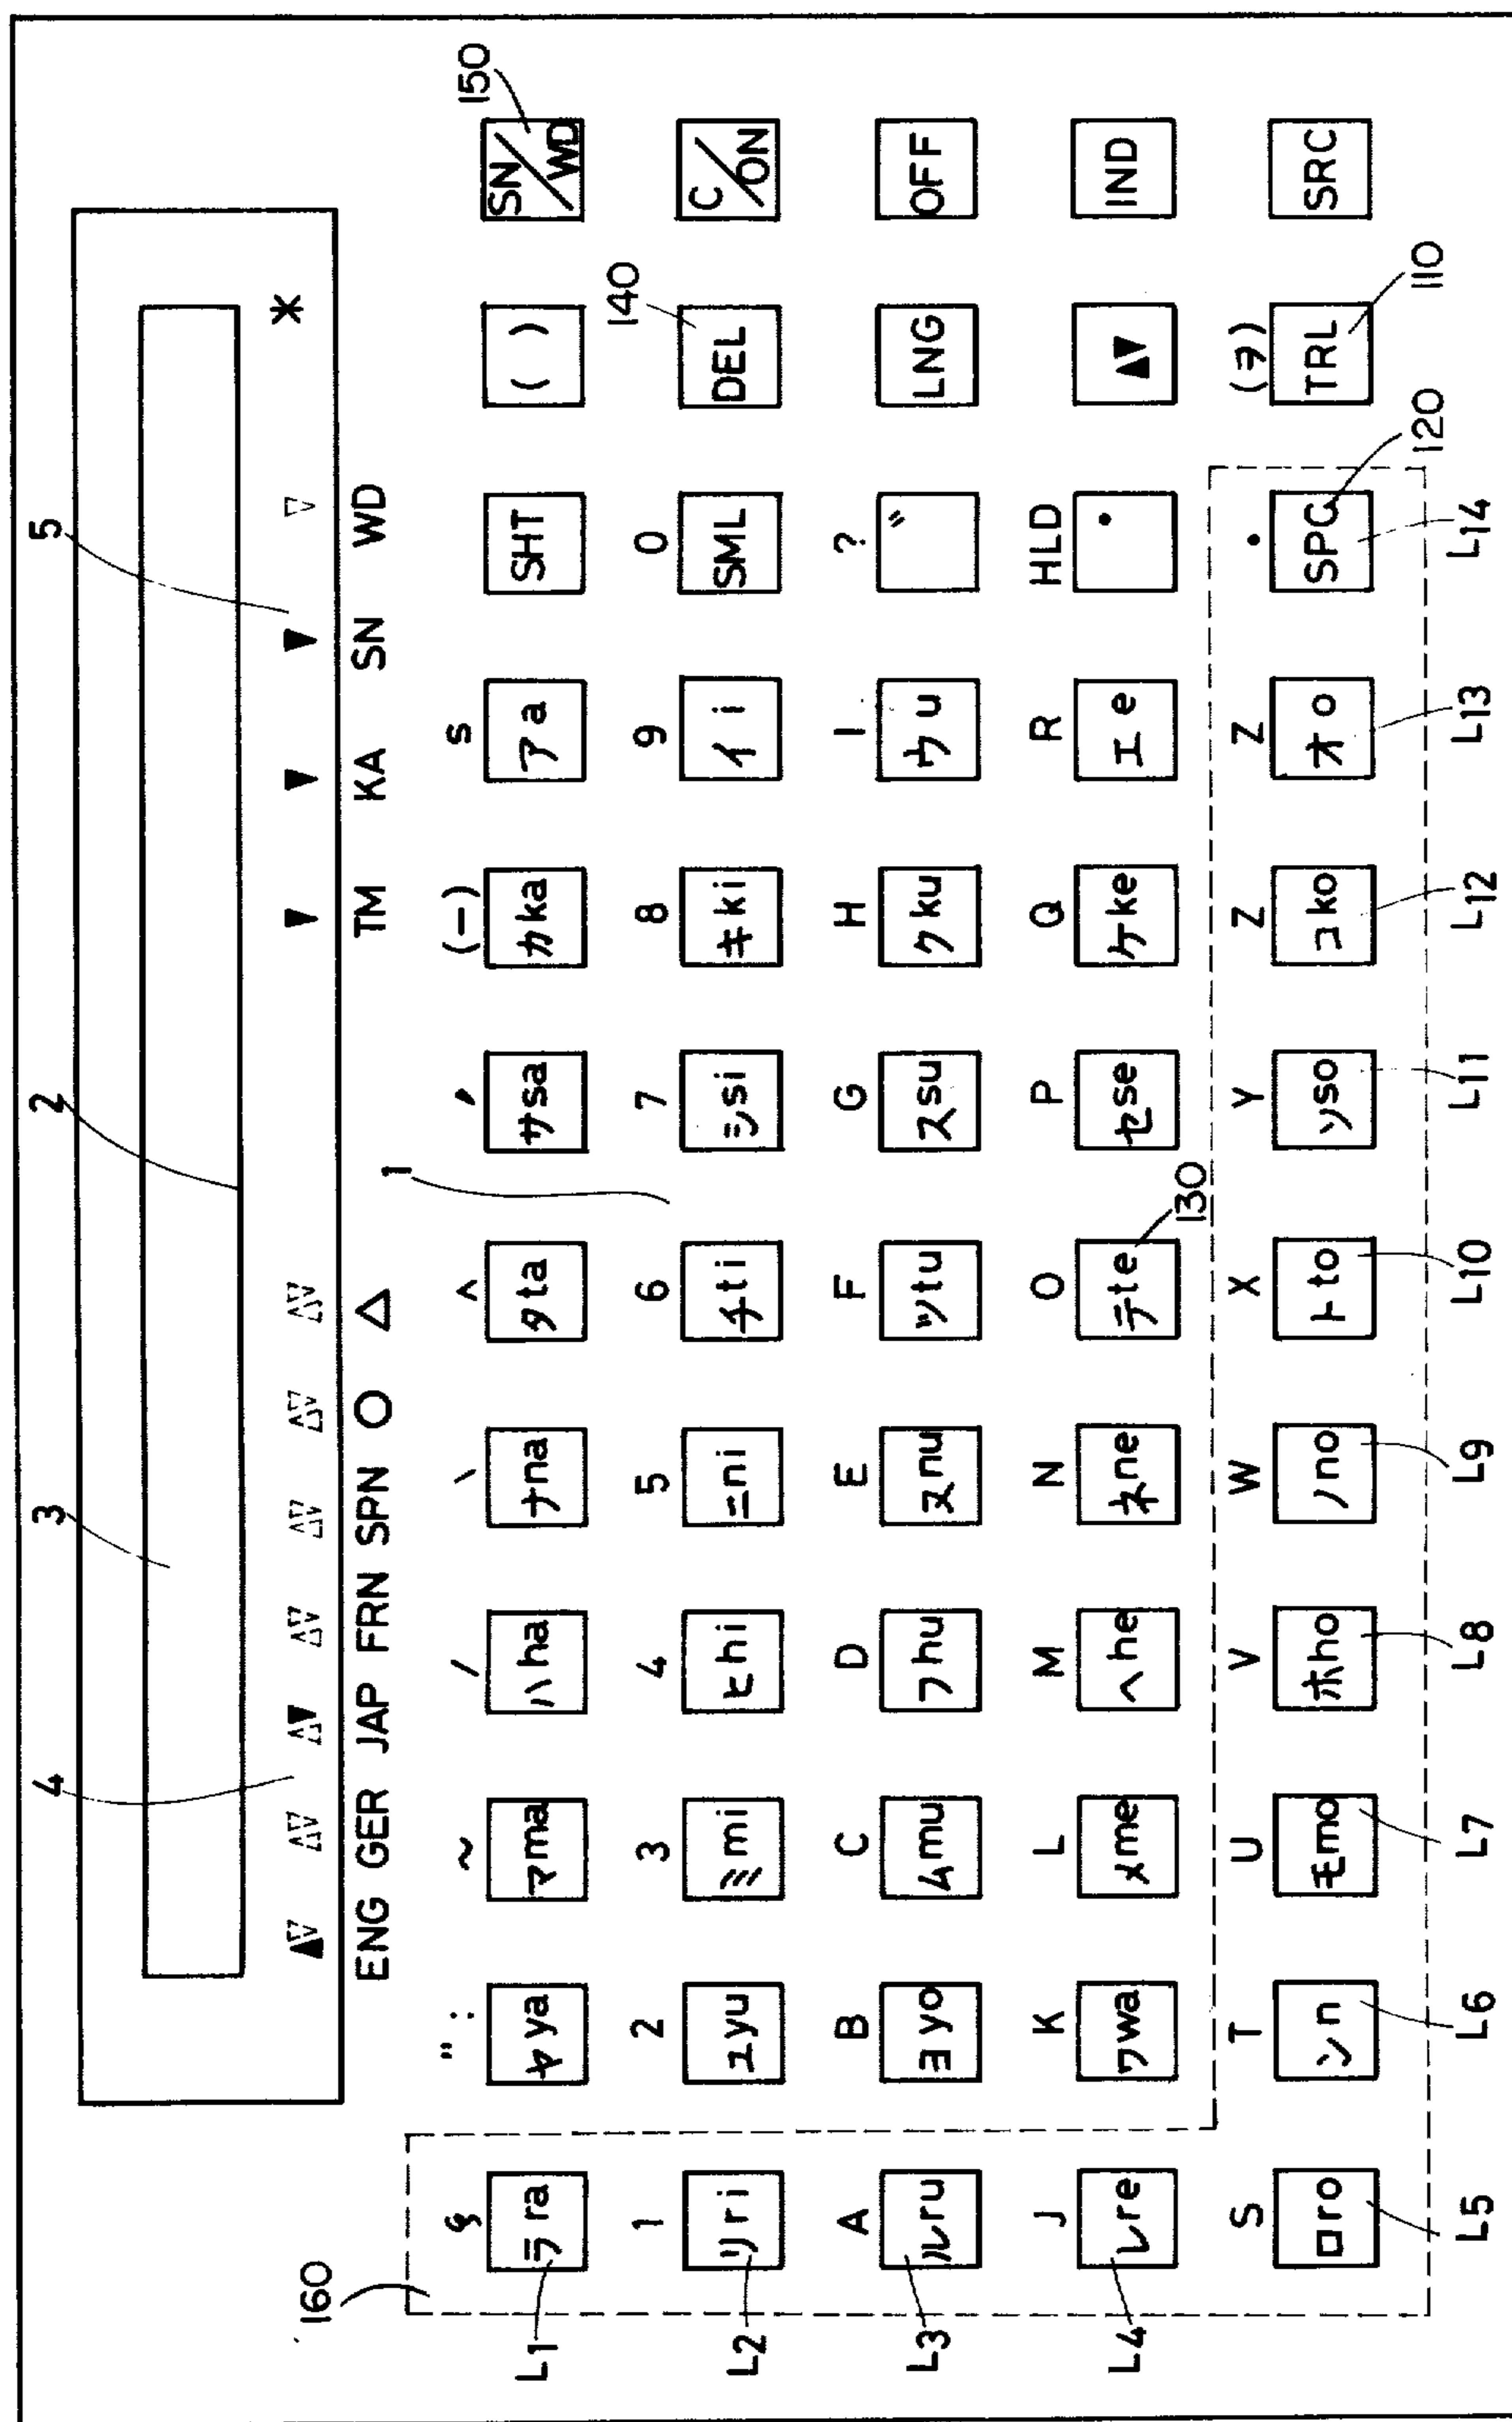 3 2 5
4
*
ENG GER JAP FRN SPN ○ △ TM KA SN WD
1
160
150
140
" : ~ / ^ (–) s
L1 ラra ヤya マma ハha ナna タta サsa カka アa SHT ( ) SN/WD
1 2 3 4 5 6 7 8 9 0
L2 リri ユyu ミmi ヒhi ニni チti シsi キki イi SML DEL C/ON
A B C D E F G H I ?
L3 ルru ヨyo ムmu フhu ヌnu ツtu スsu クku ウu " LNG OFF
J K L M N O P Q R HLD
L4 レre ワwa メme ヘhe ネne テte セse ケke エe • ▲▼ IND
130
S T U V W X Y Z Z • (ヲ)
ロro ンn モmo ホho ノno トto ソso コko オo SPC TRL SRC
120 110
L5 L6 L7 L8 L9 L10 L11 L12 L13 L14